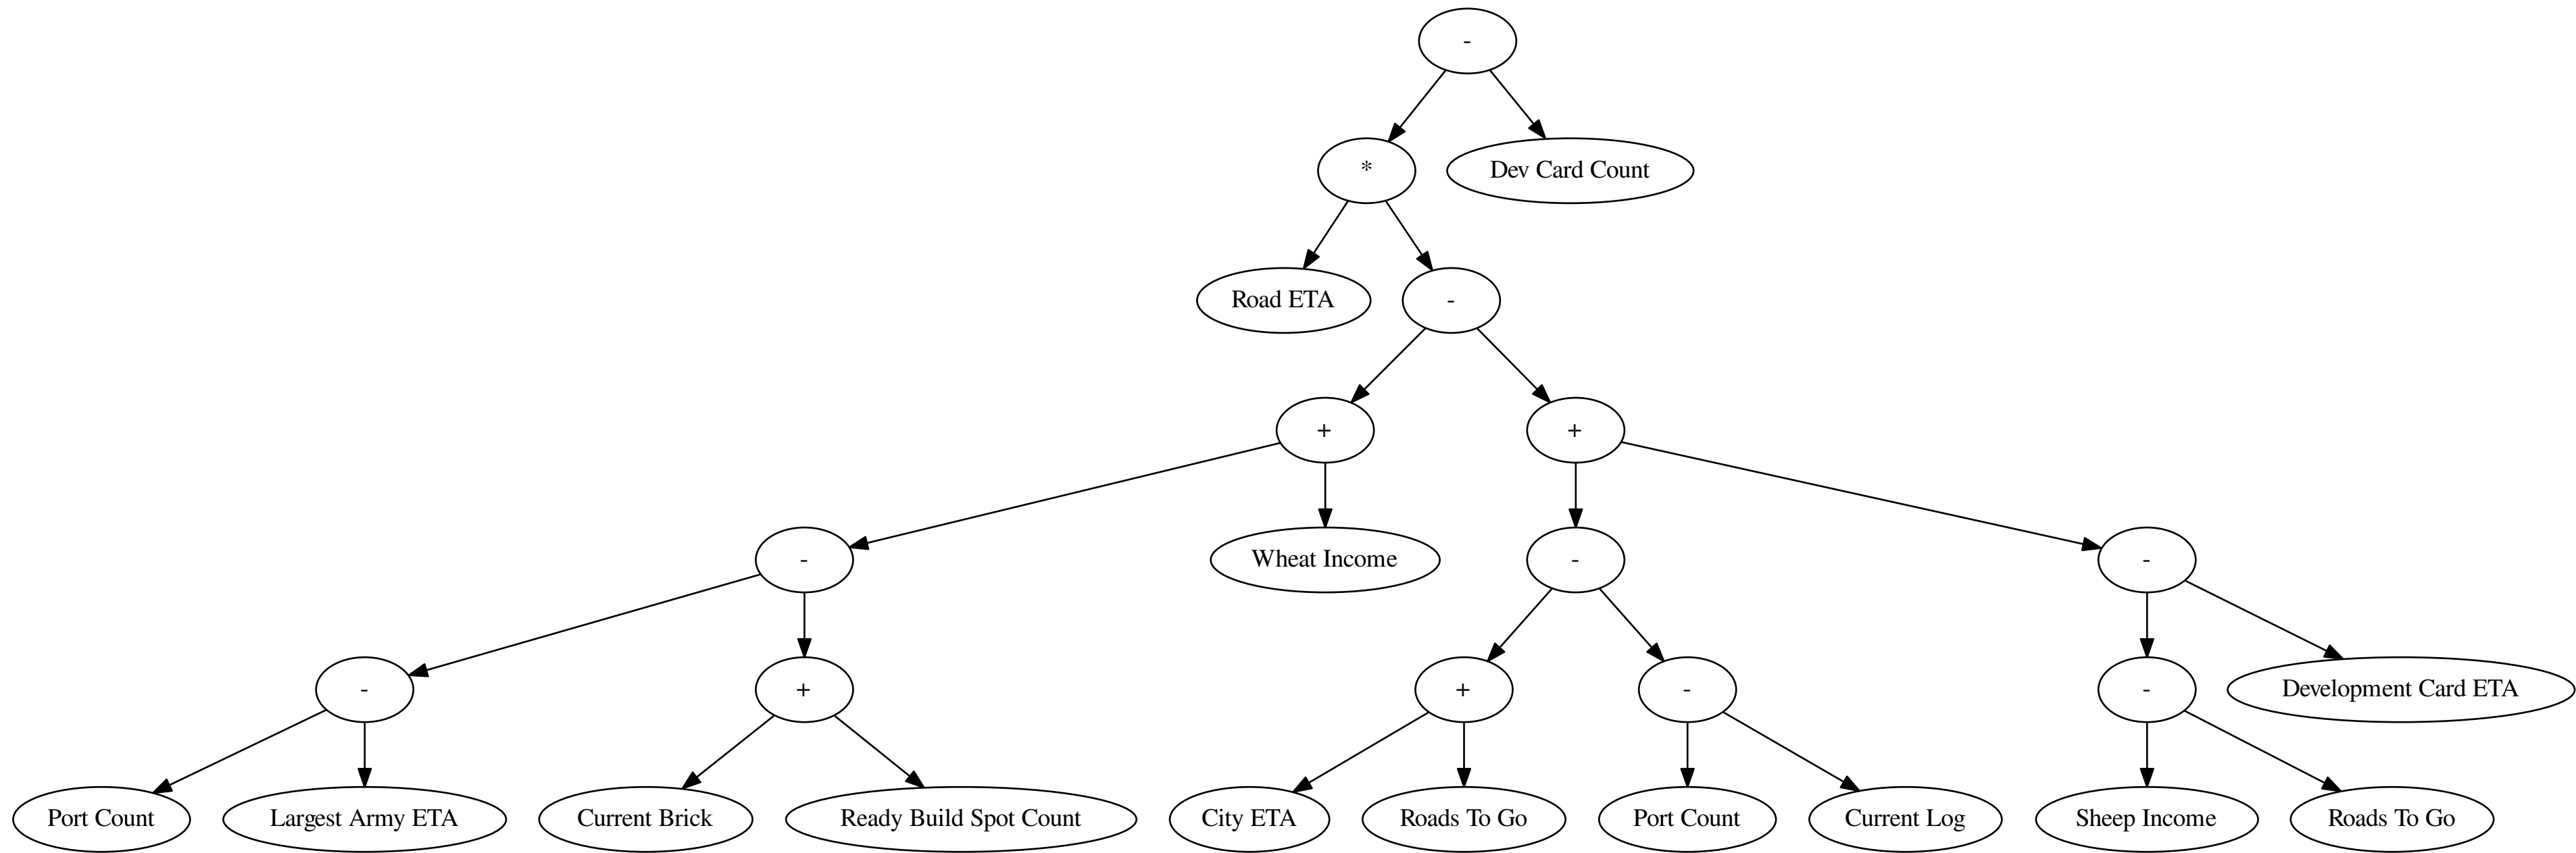 -
*
Dev Card Count
Road ETA
-
+
+
-
Wheat Income
-
-
-
+
+
-
-
Development Card ETA
Port Count
Largest Army ETA
Current Brick
Ready Build Spot Count
City ETA
Roads To Go
Port Count
Current Log
Sheep Income
Roads To Go